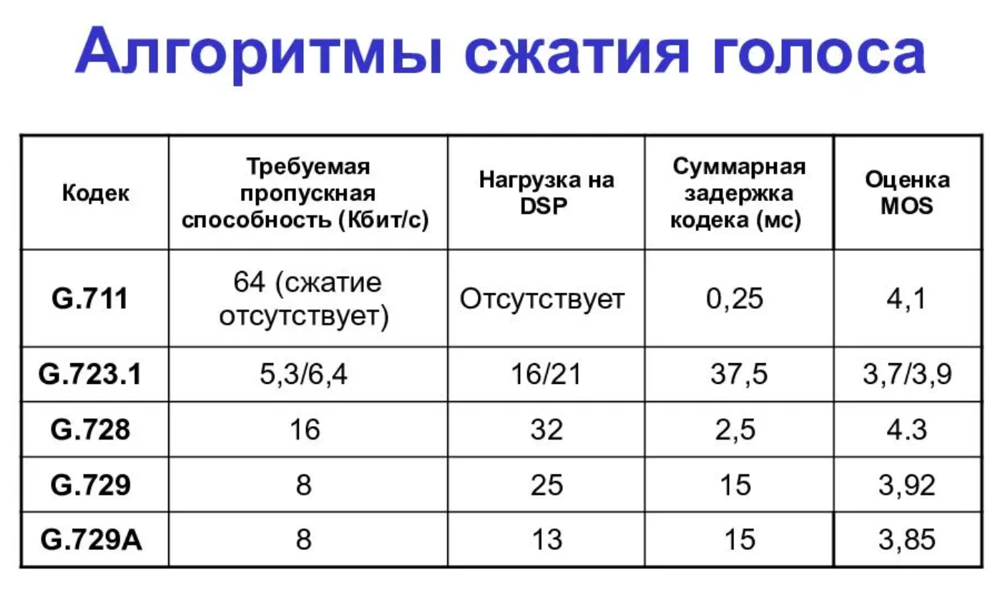 Алгоритмы сжатия голоса
Кодек
Требуемая
пропускная
способность (Кбит/с)
Нагрузка на
DSP
Суммарная
задержка
кодека (мс)
Оценка
MOS
G.711
64 (сжатие
отсутствует)
Отсутствует
0,25
4,1
G.723.1
5,3/6,4
16/21
37,5
3,7/3,9
G.728
16
32
2,5
4.3
G.729
8
25
15
3,92
G.729A
8
13
15
3,85